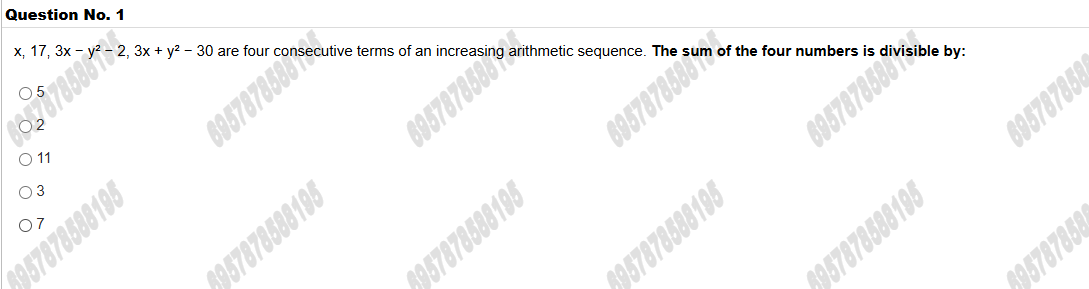 Question No. 1
x, 17, 3x − y² − 2, 3x + y² − 30 are four consecutive terms of an increasing arithmetic sequence. The sum of the four numbers is divisible by:
5
2
11
3
7